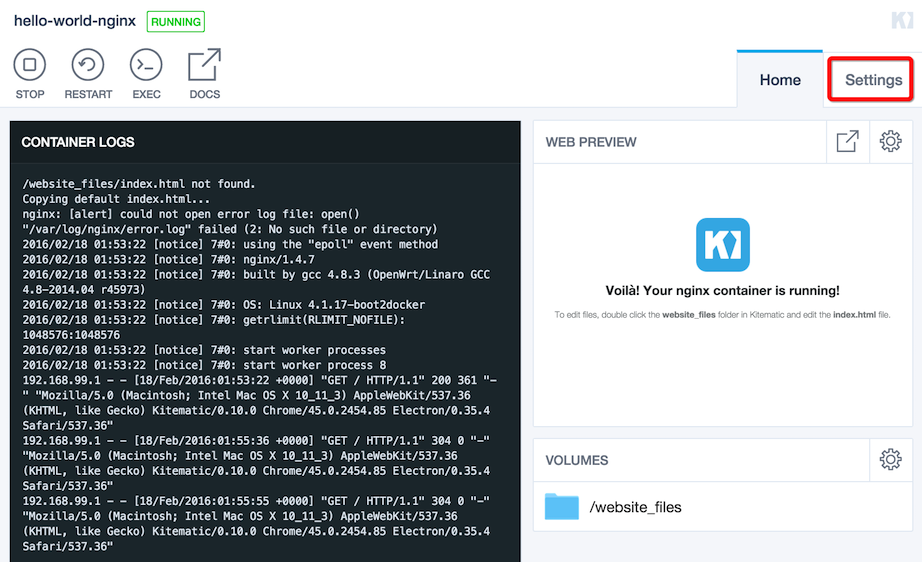 hello-world-nginx RUNNING
STOP RESTART EXEC DOCS
Home Settings
CONTAINER LOGS
/website_files/index.html not found.
Copying default index.html...
nginx: [alert] could not open error log file: open()
"/var/log/nginx/error.log" failed (2: No such file or directory)
2016/02/18 01:53:22 [notice] 7#0: using the "epoll" event method
2016/02/18 01:53:22 [notice] 7#0: nginx/1.4.7
2016/02/18 01:53:22 [notice] 7#0: built by gcc 4.8.3 (OpenWrt/Linaro GCC
4.8-2014.04 r45973)
2016/02/18 01:53:22 [notice] 7#0: OS: Linux 4.1.17-boot2docker
2016/02/18 01:53:22 [notice] 7#0: getrlimit(RLIMIT_NOFILE):
1048576:1048576
2016/02/18 01:53:22 [notice] 7#0: start worker processes
2016/02/18 01:53:22 [notice] 7#0: start worker process 8
192.168.99.1 - - [18/Feb/2016:01:53:22 +0000] "GET / HTTP/1.1" 200 361 "-
" "Mozilla/5.0 (Macintosh; Intel Mac OS X 10_11_3) AppleWebKit/537.36
(KHTML, like Gecko) Kitematic/0.10.0 Chrome/45.0.2454.85 Electron/0.35.4
Safari/537.36"
192.168.99.1 - - [18/Feb/2016:01:55:36 +0000] "GET / HTTP/1.1" 304 0 "-"
"Mozilla/5.0 (Macintosh; Intel Mac OS X 10_11_3) AppleWebKit/537.36
(KHTML, like Gecko) Kitematic/0.10.0 Chrome/45.0.2454.85 Electron/0.35.4
Safari/537.36"
192.168.99.1 - - [18/Feb/2016:01:55:55 +0000] "GET / HTTP/1.1" 304 0 "-"
"Mozilla/5.0 (Macintosh; Intel Mac OS X 10_11_3) AppleWebKit/537.36
(KHTML, like Gecko) Kitematic/0.10.0 Chrome/45.0.2454.85 Electron/0.35.4
Safari/537.36"
WEB PREVIEW
Voilà! Your nginx container is running!
To edit files, double click the website_files folder in Kitematic and edit the index.html file.
VOLUMES
/website_files